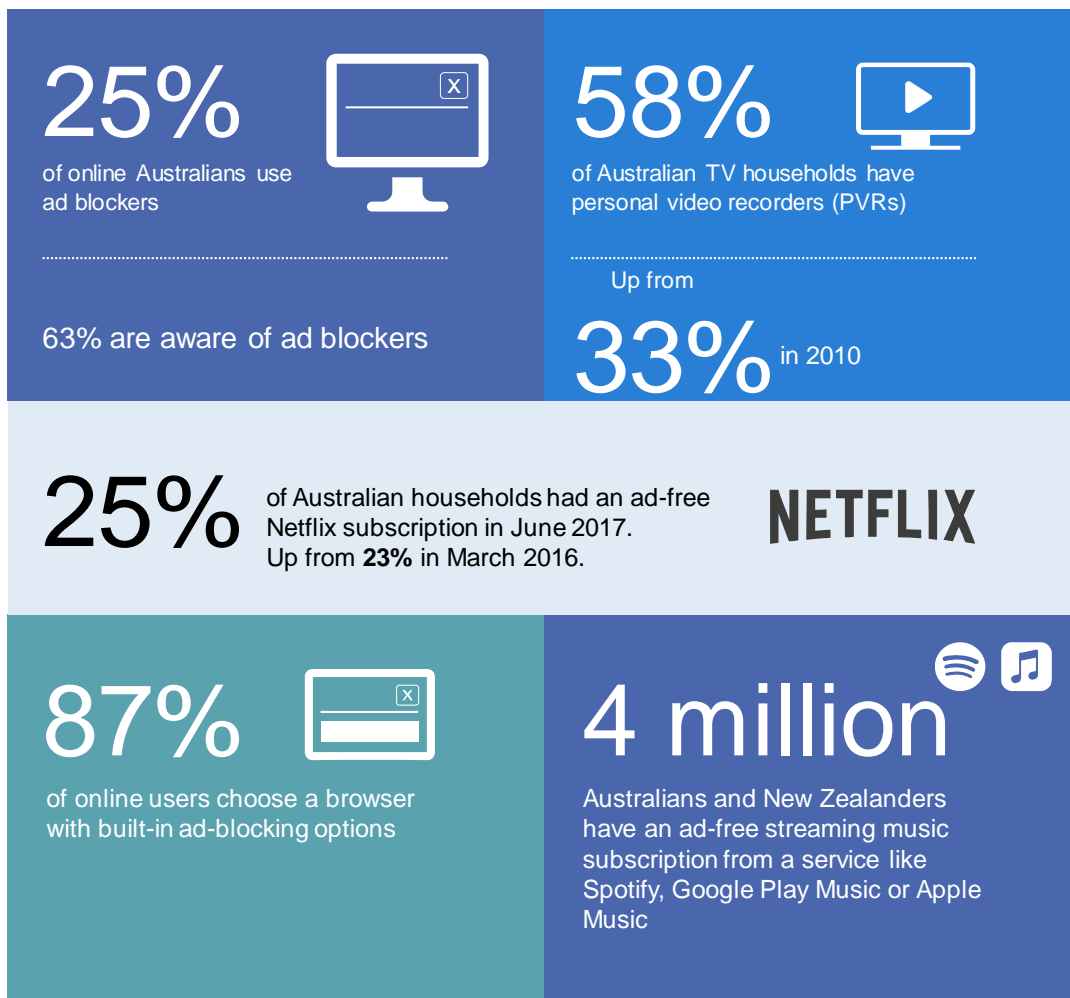 25%
of online Australians use
ad blockers
X
63% are aware of ad blockers
58%
of Australian TV households have
personal video recorders (PVRs)
Up from
33% in 2010
25%
of Australian households had an ad-free
Netflix subscription in June 2017.
Up from 23% in March 2016.
NETFLIX
87%
of online users choose a browser
with built-in ad-blocking options
X
4 million
Australians and New Zealanders
have an ad-free streaming music
subscription from a service like
Spotify, Google Play Music or Apple
Music